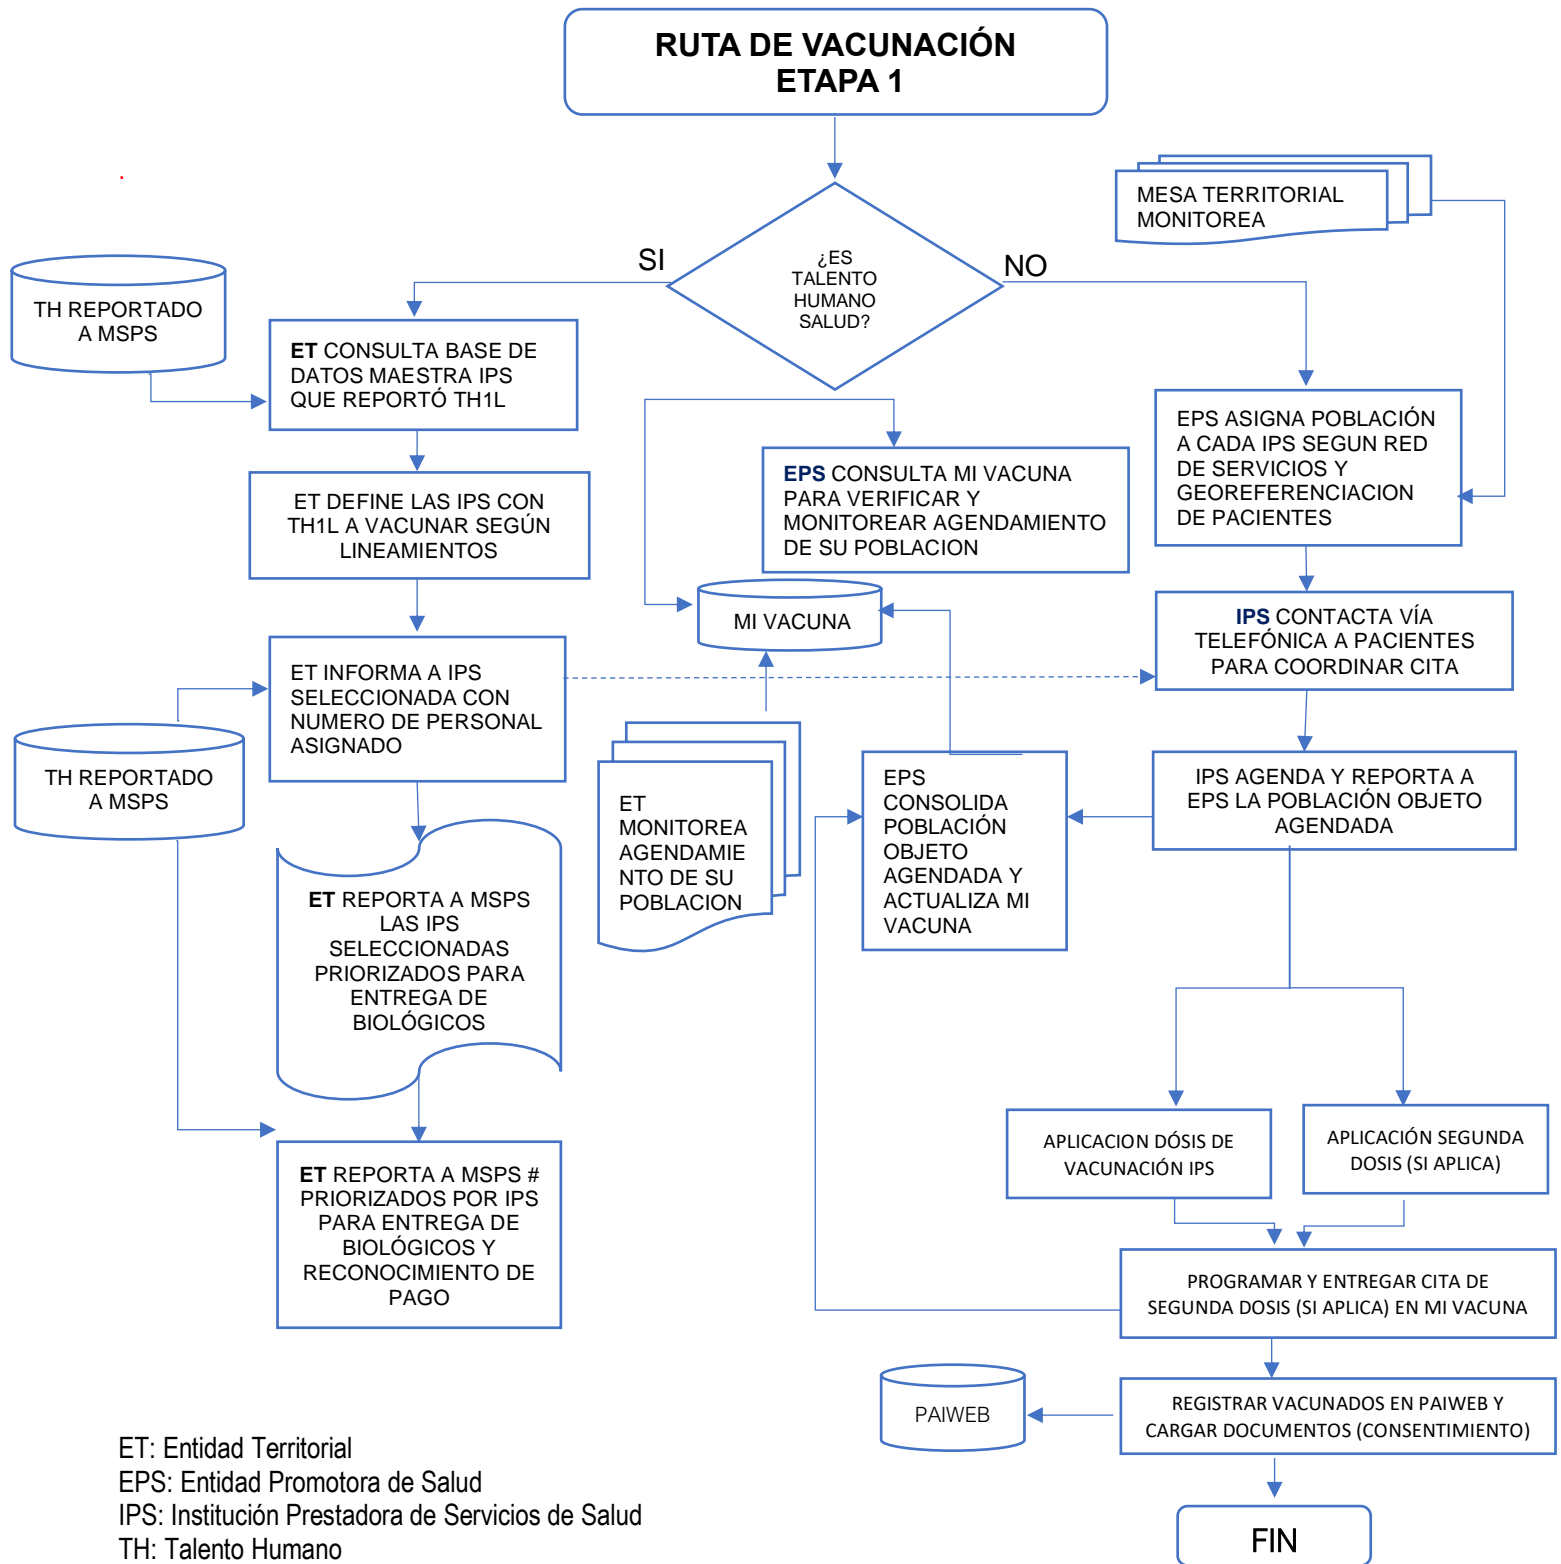 RUTA DE VACUNACIÓN
ETAPA 1
MESA TERRITORIAL
MONITOREA
¿ES
TALENTO
HUMANO
SALUD?
SI
NO
TH REPORTADO
A MSPS
ET CONSULTA BASE DE
DATOS MAESTRA IPS
QUE REPORTÓ TH1L
EPS ASIGNA POBLACIÓN
A CADA IPS SEGUN RED
DE SERVICIOS Y
GEOREFERENCIACION
DE PACIENTES
EPS CONSULTA MI VACUNA
PARA VERIFICAR Y
MONITOREAR AGENDAMIENTO
DE SU POBLACION
ET DEFINE LAS IPS CON
TH1L A VACUNAR SEGÚN
LINEAMIENTOS
MI VACUNA
IPS CONTACTA VÍA
TELEFÓNICA A PACIENTES
PARA COORDINAR CITA
ET INFORMA A IPS
SELECCIONADA CON
NUMERO DE PERSONAL
ASIGNADO
TH REPORTADO
A MSPS
ET
MONITOREA
AGENDAMIE
NTO DE SU
POBLACION
EPS
CONSOLIDA
POBLACIÓN
OBJETO
AGENDADA Y
ACTUALIZA MI
VACUNA
IPS AGENDA Y REPORTA A
EPS LA POBLACIÓN OBJETO
AGENDADA
ET REPORTA A MSPS
LAS IPS
SELECCIONADAS
PRIORIZADOS PARA
ENTREGA DE
BIOLÓGICOS
APLICACION DÓSIS DE
VACUNACIÓN IPS
APLICACIÓN SEGUNDA
DOSIS (SI APLICA)
ET REPORTA A MSPS #
PRIORIZADOS POR IPS
PARA ENTREGA DE
BIOLÓGICOS Y
RECONOCIMIENTO DE
PAGO
PROGRAMAR Y ENTREGAR CITA DE
SEGUNDA DOSIS (SI APLICA) EN MI VACUNA
PAIWEB
REGISTRAR VACUNADOS EN PAIWEB Y
CARGAR DOCUMENTOS (CONSENTIMIENTO)
FIN
ET: Entidad Territorial
EPS: Entidad Promotora de Salud
IPS: Institución Prestadora de Servicios de Salud
TH: Talento Humano